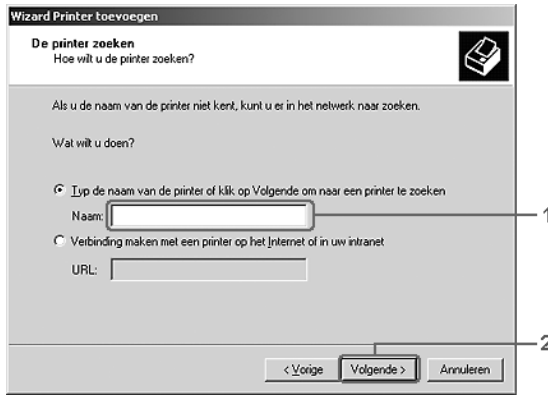 Wizard Printer toevoegen
De printer zoeken
Hoe wilt u de printer zoeken?
Als u de naam van de printer niet kent, kunt u er in het netwerk naar zoeken.
Wat wilt u doen?
Typ de naam van de printer of klik op Volgende om naar een printer te zoeken
Naam:
1
Verbinding maken met een printer op het Internet of in uw intranet
URL:
2
< Vorige
Volgende >
Annuleren